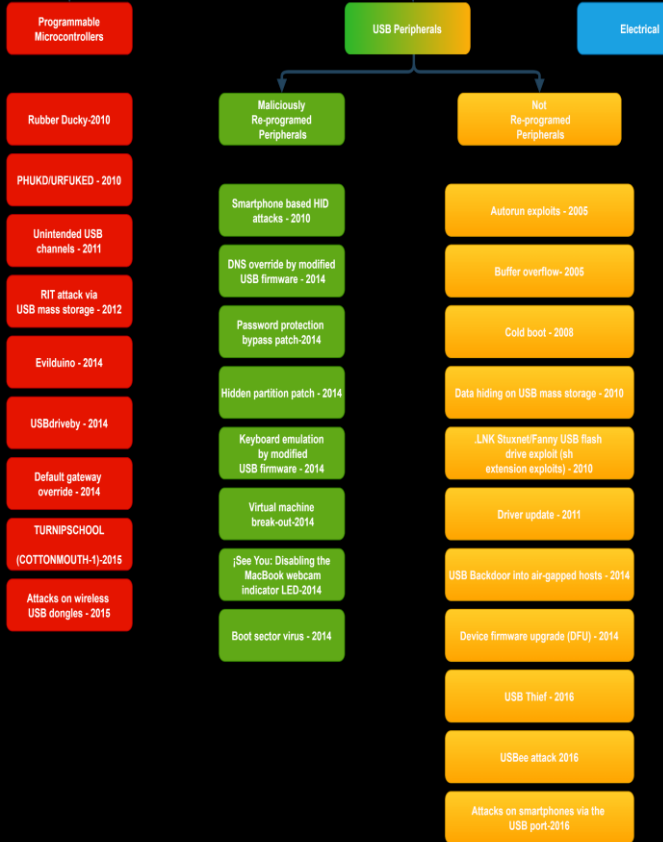 Programmable
Microcontrollers
USB Peripherals
Electrical
Rubber Ducky-2010
PHUKD/URFUKED - 2010
Unintended USB
channels - 2011
RIT attack via
USB mass storage - 2012
Evilduino - 2014
USBdriveby - 2014
Default gateway
override - 2014
TURNIPSCHOOL
(COTTONMOUTH-1)-2015
Attacks on wireless
USB dongles - 2015
Maliciously
Re-programed
Peripherals
Smartphone based HID
attacks - 2010
DNS override by modified
USB firmware - 2014
Password protection
bypass patch-2014
Hidden partition patch - 2014
Keyboard emulation
by modified
USB firmware - 2014
Virtual machine
break-out-2014
¡See You: Disabling the
MacBook webcam
indicator LED-2014
Boot sector virus - 2014
Not
Re-programed
Peripherals
Autorun exploits - 2005
Buffer overflow- 2005
Cold boot - 2008
Data hiding on USB mass storage - 2010
.LNK Stuxnet/Fanny USB flash
drive exploit (sh
extension exploits) - 2010
Driver update - 2011
USB Backdoor into air-gapped hosts - 2014
Device firmware upgrade (DFU) - 2014
USB Thief - 2016
USBee attack 2016
Attacks on smartphones via the
USB port-2016